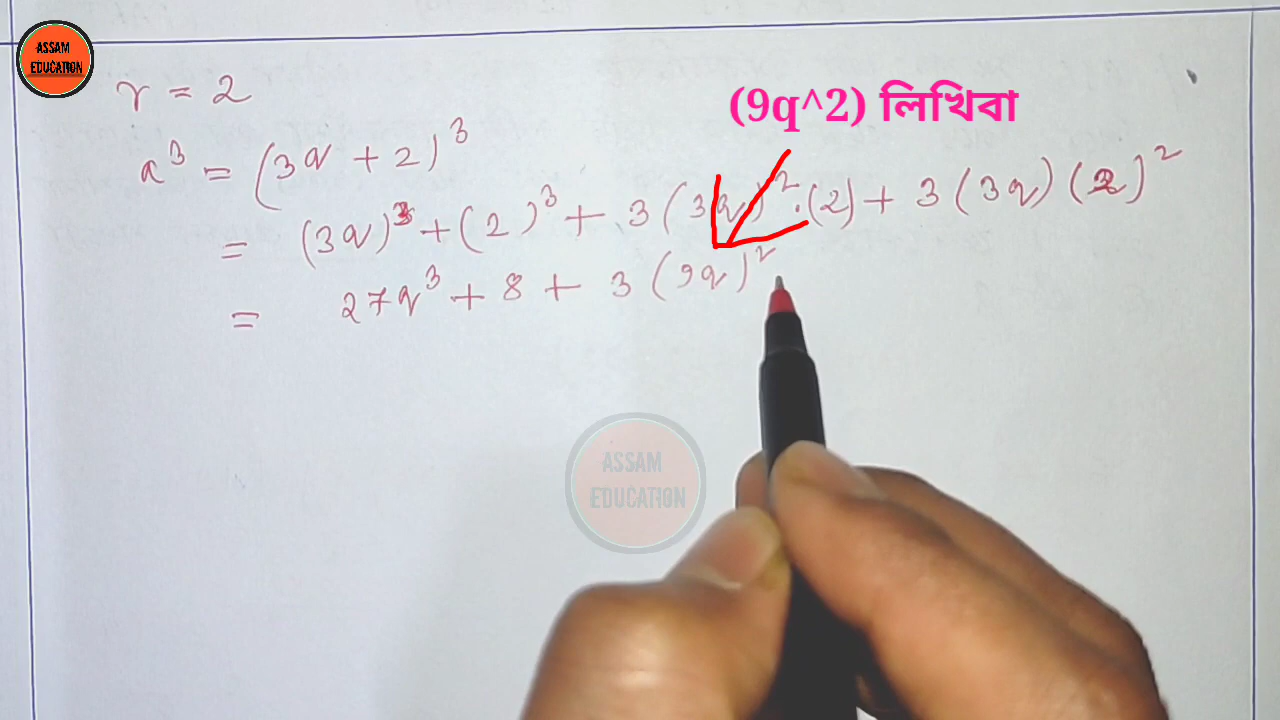 ASSAM
EDUCATION
r = 2
(9q^2) লিখিবা
a³ = (3q + 2)³
= (3q)³ + (2)³ + 3(3q)²·(2) + 3(3q)(2)²
= 27q³ + 8 + 3(9q)²
ASSAM
EDUCATION